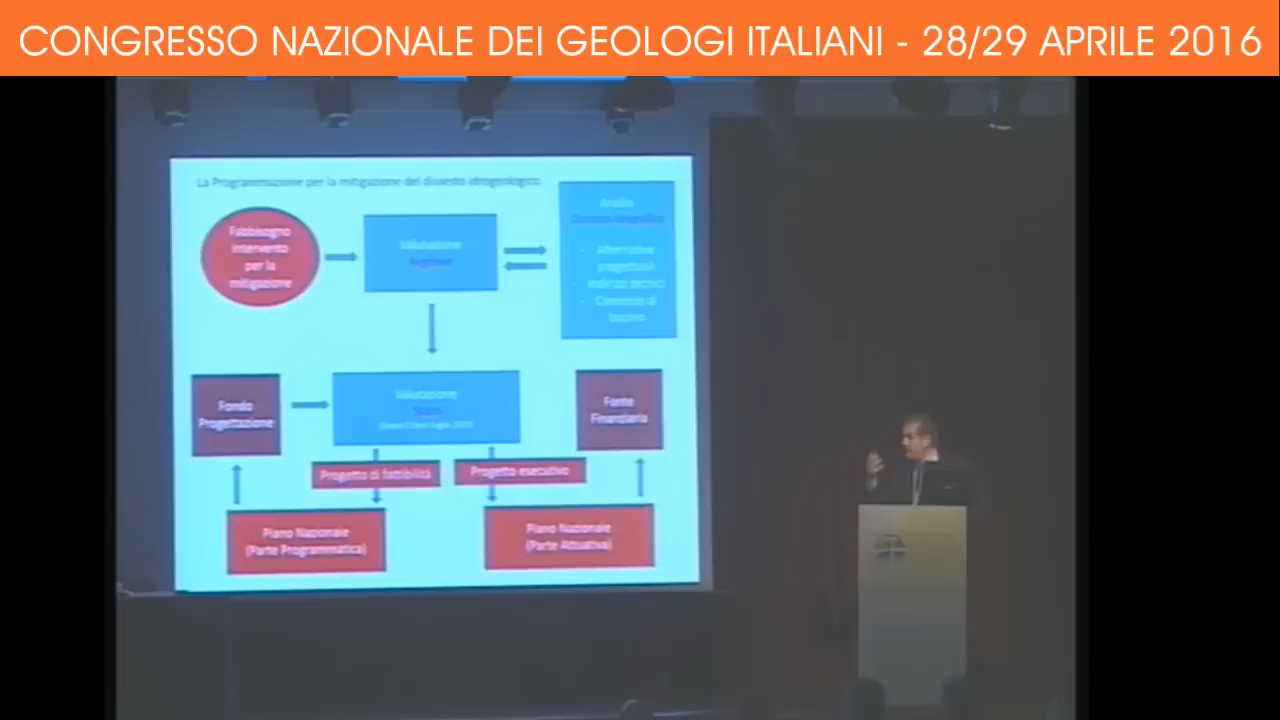 CONGRESSO NAZIONALE DEI GEOLOGI ITALIANI - 28/29 APRILE 2016
La Programmazione per la mitigazione del dissesto idrogeologico
Fabbisogno
intervento
per la
mitigazione
Valutazione
Regione
Analisi
Alternative
progettuali
Indirizzi tecnici
Coerenze di
bacino
Fondo
Progettazione
Valutazione
Stato
Fonte
Finanziaria
Progetto di fattibilità
Progetto esecutivo
Piano Nazionale
(Parte Programmatica)
Piano Nazionale
(Parte Attuativa)